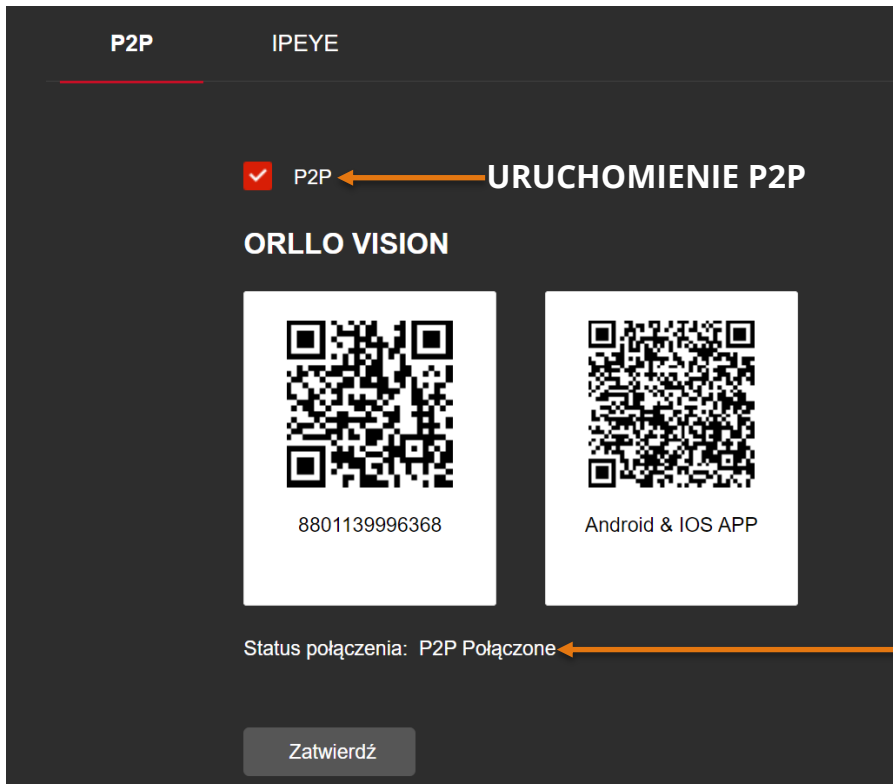 P2P IPEYE
P2P URUCHOMIENIE P2P
ORLLO VISION
8801139996368 Android & IOS APP
Status połączenia: P2P Połączone
Zatwierdź